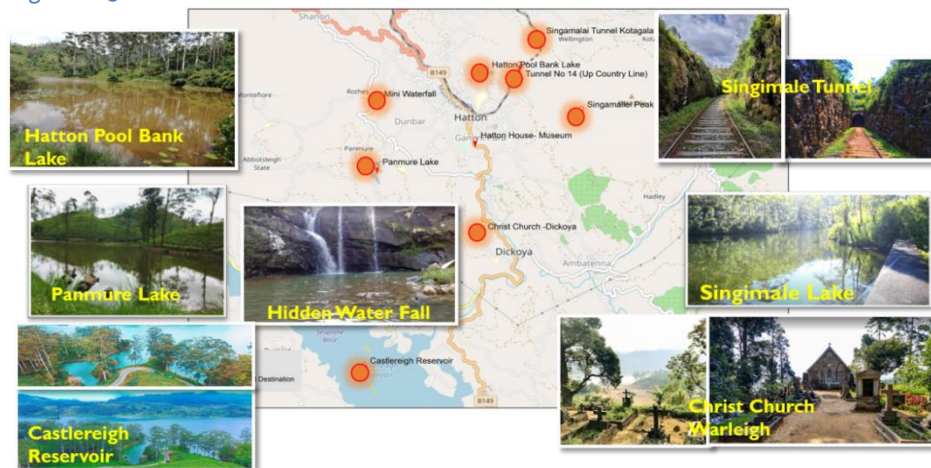 Sharion
Singamalai Tunnel Kotagala
Wellington
Hatton Pool Bank Lake
Tunnel No 14 (Up Country Line)
B149
Montefiore
Rothes
Mini Waterfall
Hatton
Singamallei Peak
Dunbar
Hatton House- Museum
Panmure
Panmure Lake
Abbotsleigh
State
Hadley
Christ Church -Dickoya
Dickoya
Ambatenna
Castlereigh Reservoir
Destination
B149
Hatton Pool Bank
Lake
Singimale Tunnel
Panmure Lake
Hidden Water Fall
Singimale Lake
Castlereigh
Reservoir
Christ Church
Warleigh